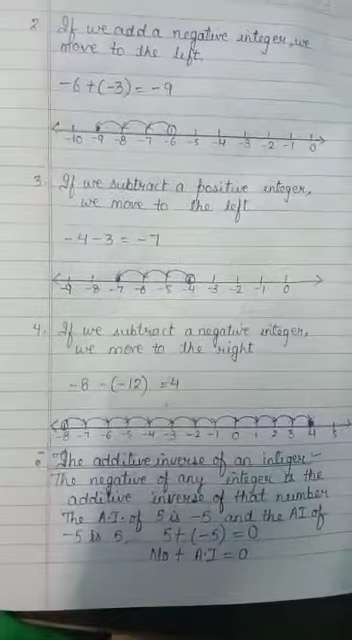 2. If we add a negative integer, we
move to the left.
-6+(-3) = -9
-10 -9 -8 -7 -6 -5 -4 -3 -2 -1 0
3. If we subtract a positive integer,
we move to the left
-4-3 = -7
-9 -8 -7 -6 -5 -4 -3 -2 -1 0
4. If we subtract a negative integer,
we move to the right
-8 -(-12) =4
-8 -7 -6 -5 -4 -3 -2 -1 0 1 2 3 4 5
5. The additive inverse of an intiger-
The negative of any integer is the
additive inverse of that number
The A.I. of 5 is -5 and the AI of
-5 is 5. 5+(-5)=0
No + A.I = 0